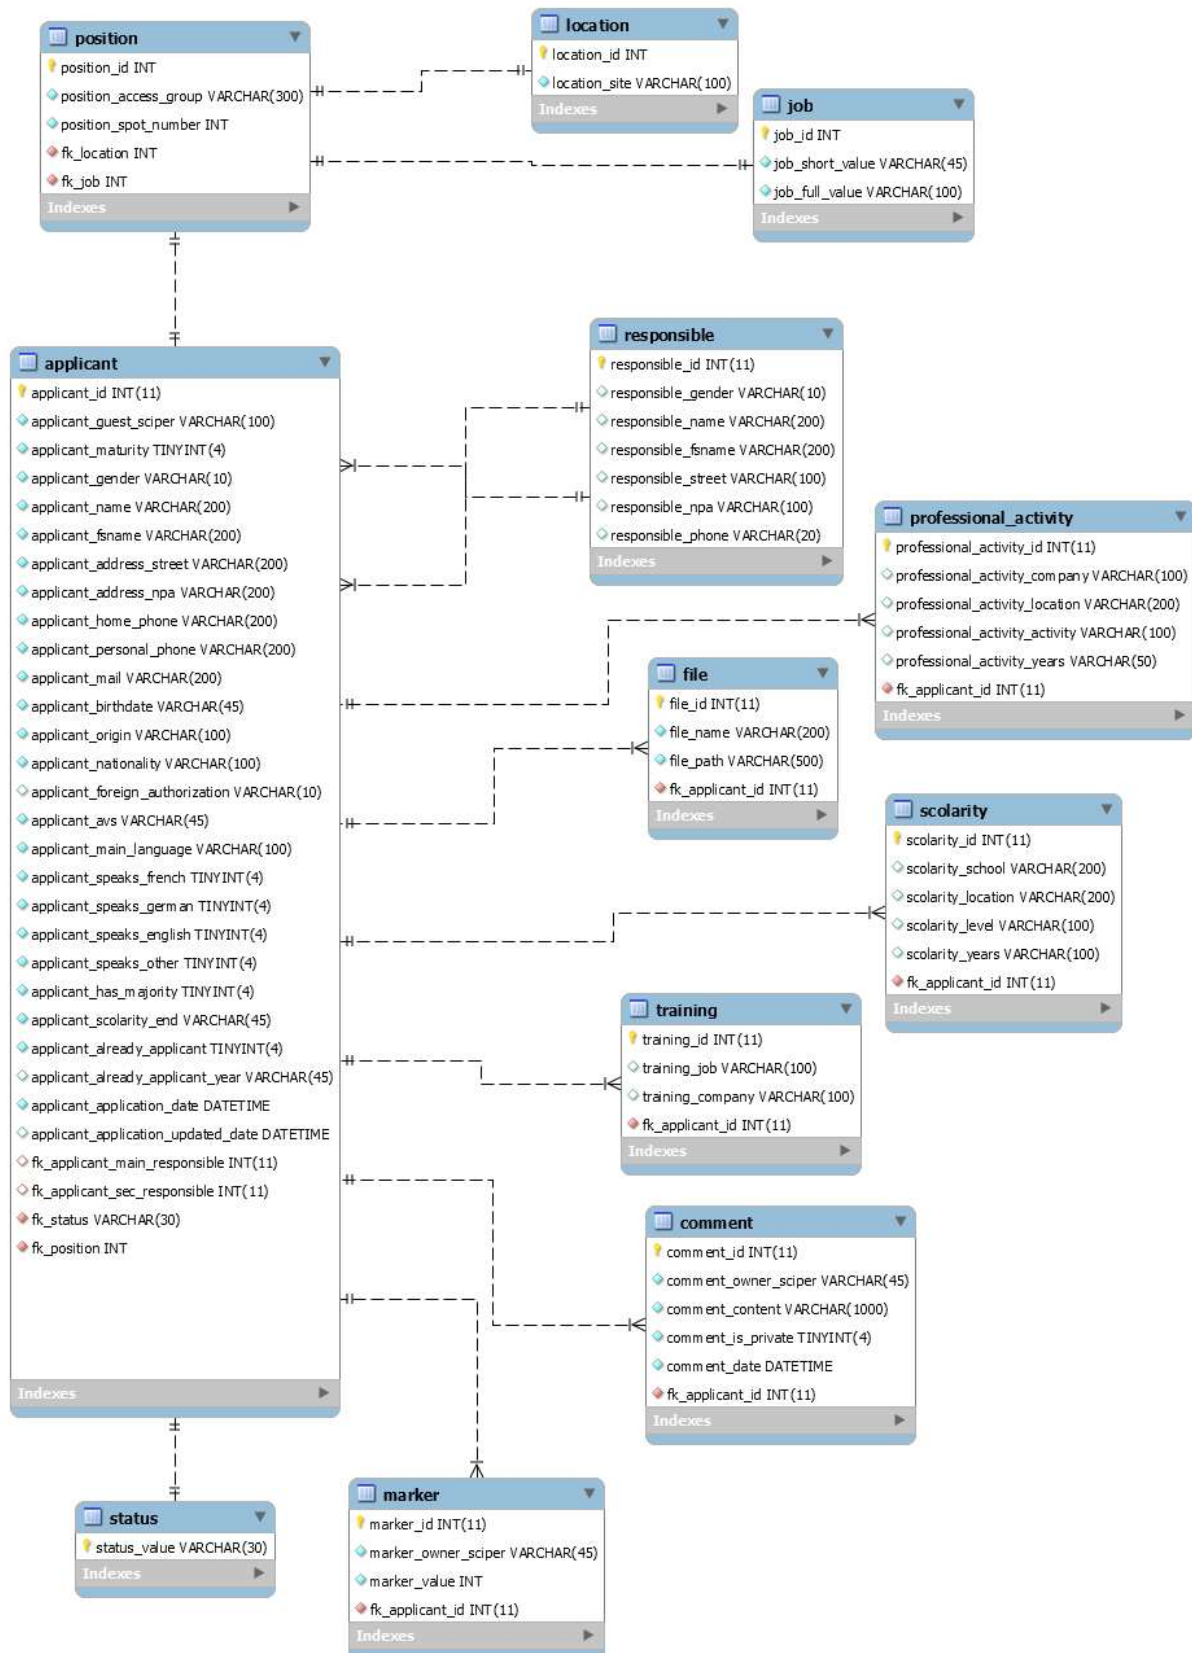 position
position_id INT
position_access_group VARCHAR(300)
position_spot_number INT
fk_location INT
fk_job INT
Indexes
location
location_id INT
location_site VARCHAR(100)
Indexes
job
job_id INT
job_short_value VARCHAR(45)
job_full_value VARCHAR(100)
Indexes
applicant
applicant_id INT(11)
applicant_guest_sciper VARCHAR(100)
applicant_maturity TINYINT(4)
applicant_gender VARCHAR(10)
applicant_name VARCHAR(200)
applicant_fsname VARCHAR(200)
applicant_address_street VARCHAR(200)
applicant_address_npa VARCHAR(200)
applicant_home_phone VARCHAR(200)
applicant_personal_phone VARCHAR(200)
applicant_mail VARCHAR(200)
applicant_birthdate VARCHAR(45)
applicant_origin VARCHAR(100)
applicant_nationality VARCHAR(100)
applicant_foreign_authorization VARCHAR(10)
applicant_avs VARCHAR(45)
applicant_main_language VARCHAR(100)
applicant_speaks_french TINYINT(4)
applicant_speaks_german TINYINT(4)
applicant_speaks_english TINYINT(4)
applicant_speaks_other TINYINT(4)
applicant_has_majority TINYINT(4)
applicant_scolarity_end VARCHAR(45)
applicant_already_applicant TINYINT(4)
applicant_already_applicant_year VARCHAR(45)
applicant_application_date DATETIME
applicant_application_updated_date DATETIME
fk_applicant_main_responsible INT(11)
fk_applicant_sec_responsible INT(11)
fk_status VARCHAR(30)
fk_position INT
Indexes
responsible
responsible_id INT(11)
responsible_gender VARCHAR(10)
responsible_name VARCHAR(200)
responsible_fsname VARCHAR(200)
responsible_street VARCHAR(100)
responsible_npa VARCHAR(100)
responsible_phone VARCHAR(20)
Indexes
professional_activity
professional_activity_id INT(11)
professional_activity_company VARCHAR(100)
professional_activity_location VARCHAR(200)
professional_activity_activity VARCHAR(100)
professional_activity_years VARCHAR(50)
fk_applicant_id INT(11)
Indexes
file
file_id INT(11)
file_name VARCHAR(200)
file_path VARCHAR(500)
fk_applicant_id INT(11)
Indexes
scolarity
scolarity_id INT(11)
scolarity_school VARCHAR(200)
scolarity_location VARCHAR(200)
scolarity_level VARCHAR(100)
scolarity_years VARCHAR(100)
fk_applicant_id INT(11)
Indexes
training
training_id INT(11)
training_job VARCHAR(100)
training_company VARCHAR(100)
fk_applicant_id INT(11)
Indexes
comment
comment_id INT(11)
comment_owner_sciper VARCHAR(45)
comment_content VARCHAR(1000)
comment_is_private TINYINT(4)
comment_date DATETIME
fk_applicant_id INT(11)
Indexes
status
status_value VARCHAR(30)
Indexes
marker
marker_id INT(11)
marker_owner_sciper VARCHAR(45)
marker_value INT
fk_applicant_id INT(11)
Indexes